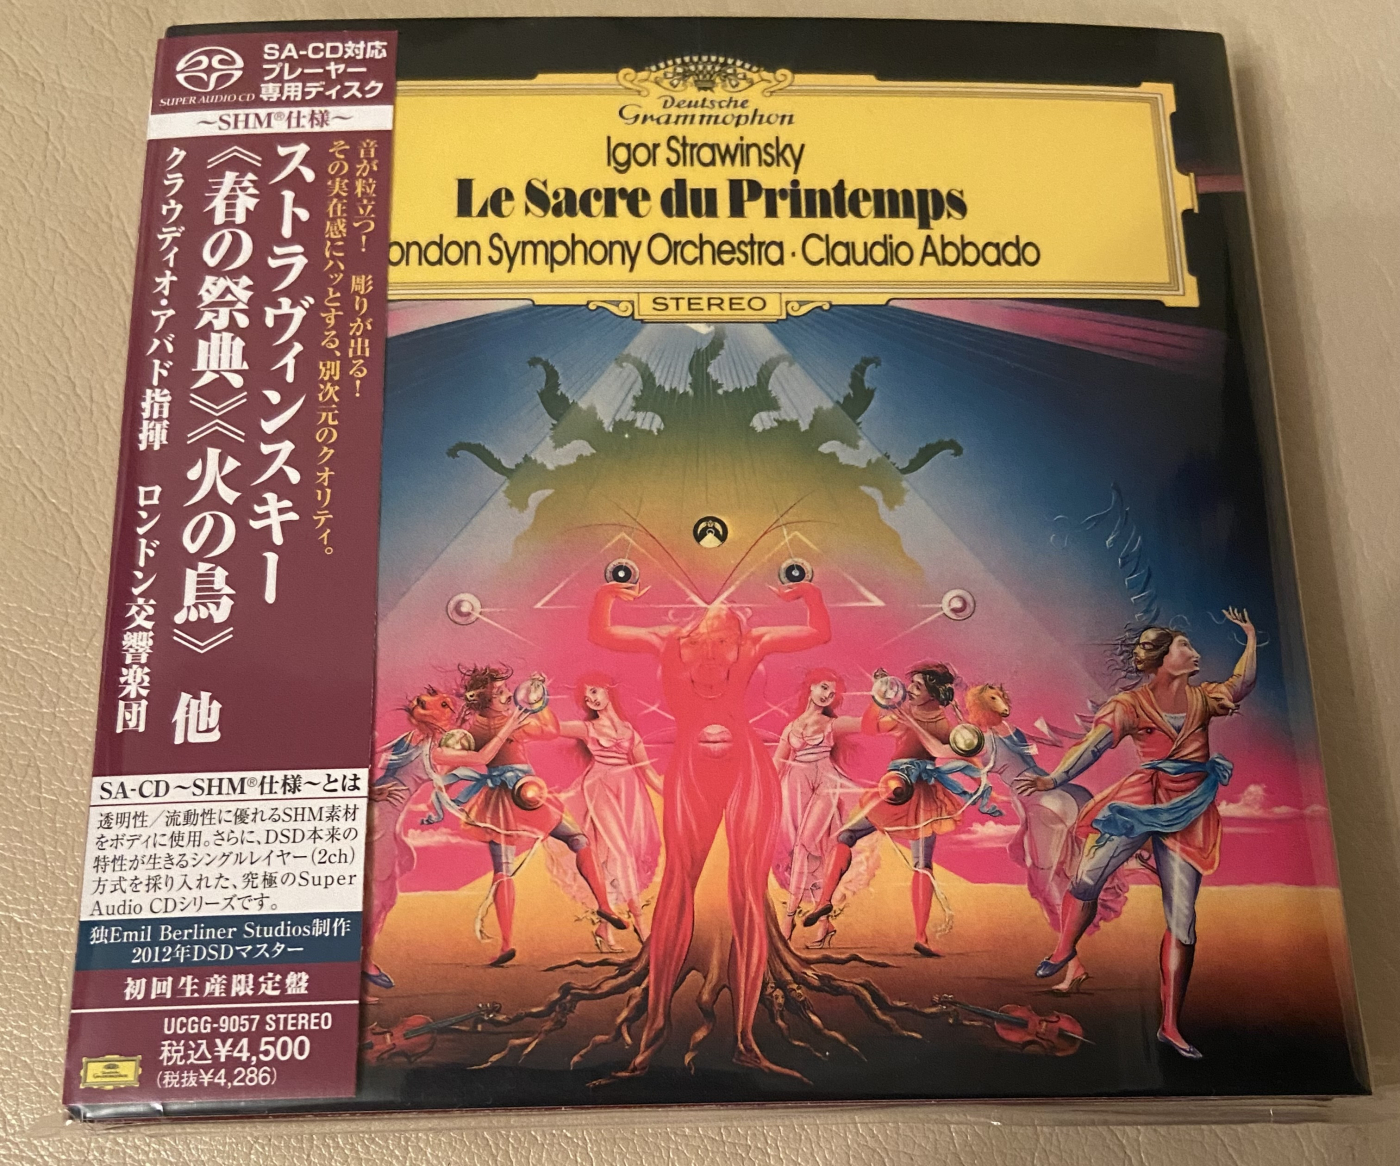 SUPER AUDIO CD
SA-CD対応
プレーヤー
専用ディスク
～SHM®仕様～
音が粒立つ! 彫りが出る!
その実在感にハッとする、別次元のクオリティ。
ストラヴィンスキー
《春の祭典》《火の鳥》 他
クラウディオ・アバド指揮 ロンドン交響楽団
SA-CD～SHM®仕様～とは
透明性/流動性に優れるSHM素材
をボディに使用。さらに、DSD本来の
特性が生きるシングルレイヤー(2ch)
方式を採り入れた、究極のSuper
Audio CDシリーズです。
独Emil Berliner Studios制作
2012年DSDマスター
初回生産限定盤
UCGG-9057 STEREO
税込¥4,500
(税抜¥4,286)
Deutsche
Grammophon
Igor Strawinsky
Le Sacre du Printemps
ondon Symphony Orchestra · Claudio Abbado
STEREO